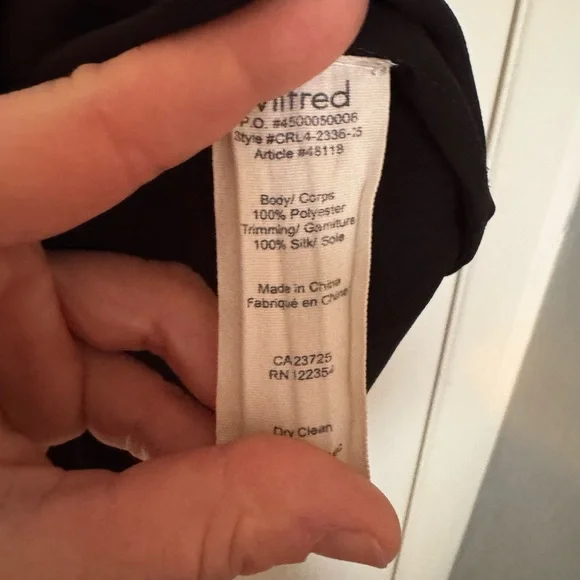 Wilfred
P.O. #4500050006
Style #CRL4-2336-25
Article #48118
Body/ Corps
100% Polyester
Trimming/ Garniture
100% Silk/ Soie
Made in China
Fabriqué en Chine
CA23725
RN122354
Dry Clean